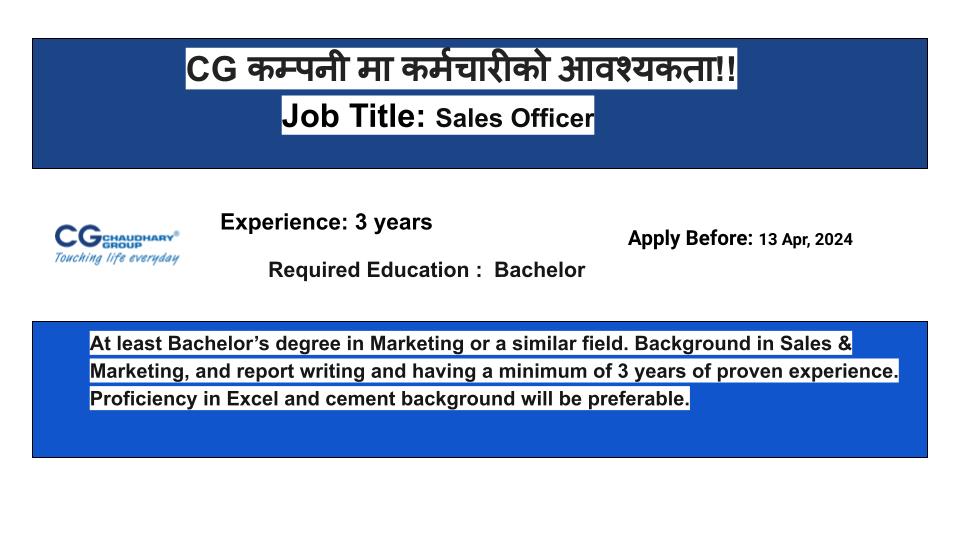 CG कम्पनी मा कर्मचारीको आवश्यकता!!
Job Title: Sales Officer
CG CHAUDHARY GROUP®
Touching life everyday
Experience: 3 years
Required Education : Bachelor
Apply Before: 13 Apr, 2024
At least Bachelor’s degree in Marketing or a similar field. Background in Sales &
Marketing, and report writing and having a minimum of 3 years of proven experience.
Proficiency in Excel and cement background will be preferable.